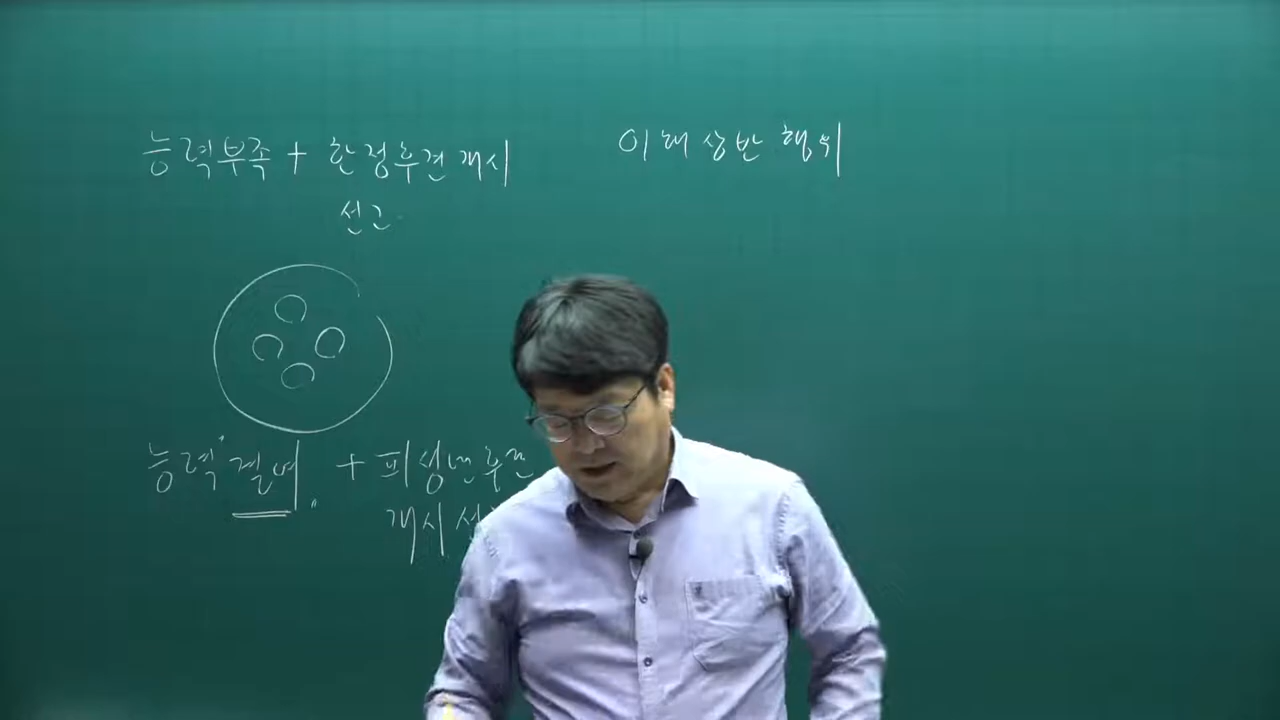 능력부족 + 한정후견개시
선고
이해상반행위
능력"결여"
+ 피성년후견
개시